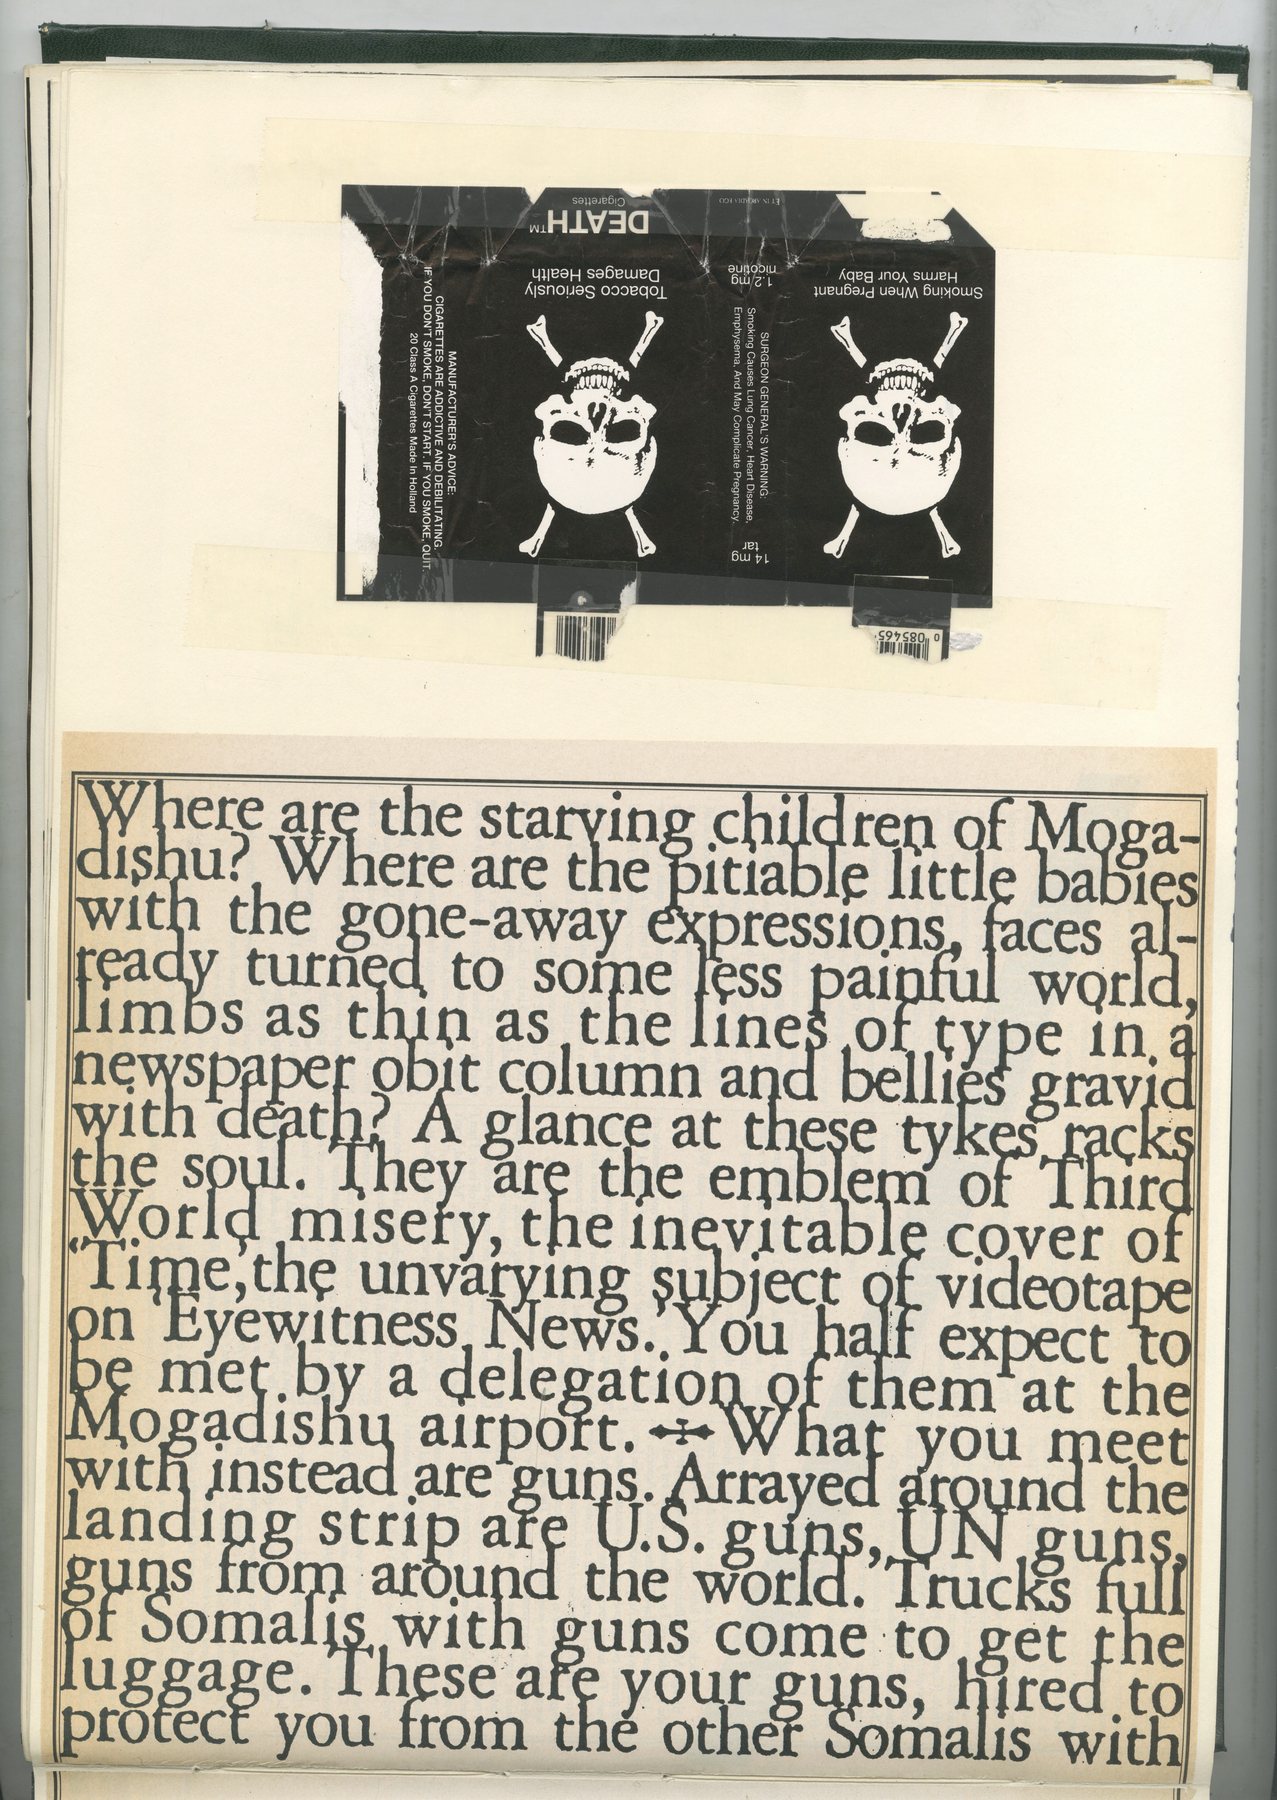 DEATH™
Cigarettes
Tobacco Seriously
Damages Health
ET IN ARCADIA EGO
1.2 mg
nicotine
Smoking When Pregnant
Harms Your Baby
MANUFACTURER'S ADVICE:
CIGARETTES ARE ADDICTIVE AND DEBILITATING.
IF YOU DON'T SMOKE, DON'T START. IF YOU SMOKE, QUIT.
20 Class A Cigarettes Made In Holland
SURGEON GENERAL'S WARNING:
Smoking Causes Lung Cancer, Heart Disease,
Emphysema, And May Complicate Pregnancy.
14 mg
tar
0 085465
Where are the starving children of Moga-
dishu? Where are the pitiable little babies
with the gone-away expressions, faces al-
ready turned to some less painful world,
limbs as thin as the lines of type in a
newspaper obit column and bellies gravid
with death? A glance at these tykes racks
the soul. They are the emblem of Third
World misery, the inevitable cover of
‘Time,’ the unvarying subject of videotape
on ‘Eyewitness News.’ You half expect to
be met by a delegation of them at the
Mogadishu airport. What you meet
with instead are guns. Arrayed around the
landing strip are U.S. guns, UN guns,
guns from around the world. Trucks full
of Somalis with guns come to get the
luggage. These are your guns, hired to
protect you from the other Somalis with